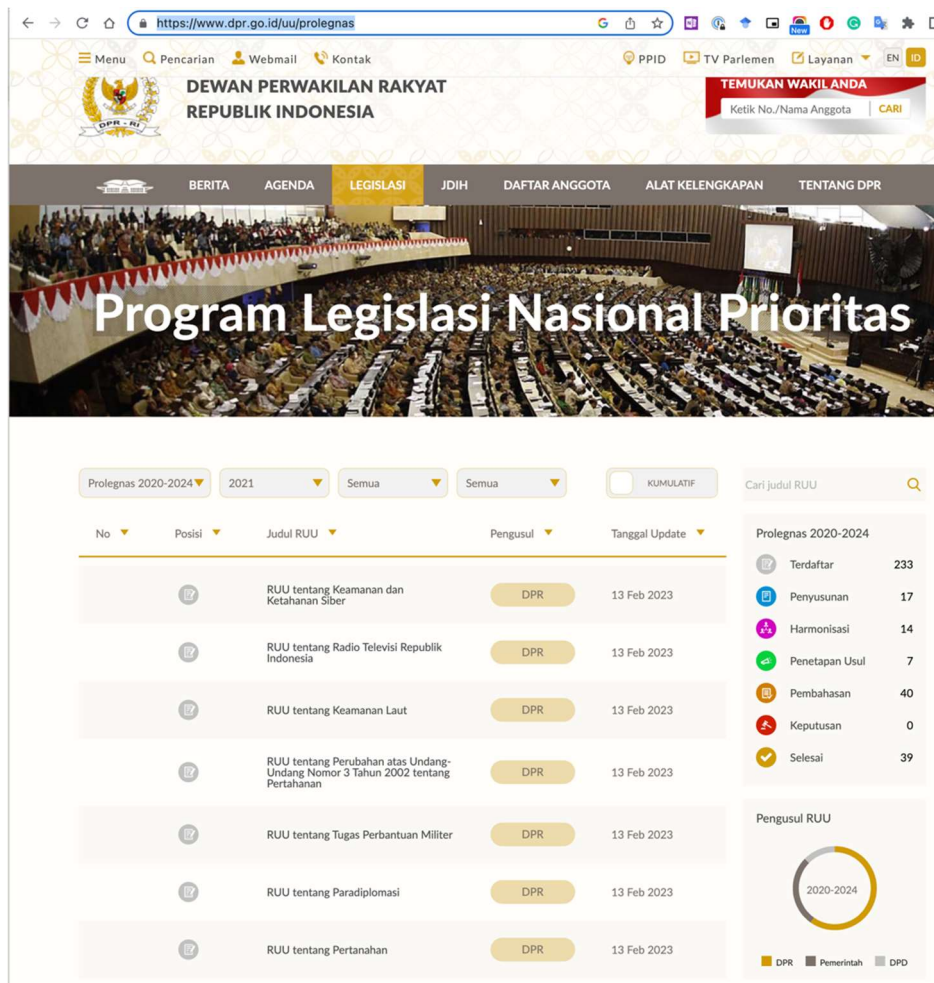 https://www.dpr.go.id/uu/prolegnas
New
Menu Pencarian Webmail Kontak PPID TV Parlemen Layanan EN ID
DPR - RI
DEWAN PERWAKILAN RAKYAT
REPUBLIK INDONESIA
TEMUKAN WAKIL ANDA
Ketik No./Nama Anggota CARI
BERITA AGENDA LEGISLASI JDIH DAFTAR ANGGOTA ALAT KELENGKAPAN TENTANG DPR
Program Legislasi Nasional Prioritas
Prolegnas 2020-2024 2021 Semua Semua KUMULATIF
No Posisi Judul RUU Pengusul Tanggal Update
RUU tentang Keamanan dan
Ketahanan Siber
DPR
13 Feb 2023
RUU tentang Radio Televisi Republik
Indonesia
DPR
13 Feb 2023
RUU tentang Keamanan Laut
DPR
13 Feb 2023
RUU tentang Perubahan atas Undang-
Undang Nomor 3 Tahun 2002 tentang
Pertahanan
DPR
13 Feb 2023
RUU tentang Tugas Perbantuan Militer
DPR
13 Feb 2023
RUU tentang Paradiplomasi
DPR
13 Feb 2023
RUU tentang Pertanahan
DPR
13 Feb 2023
Cari judul RUU
Prolegnas 2020-2024
Terdaftar 233
Penyusunan 17
Harmonisasi 14
Penetapan Usul 7
Pembahasan 40
Keputusan 0
Selesai 39
Pengusul RUU
2020-2024
DPR Pemerintah DPD